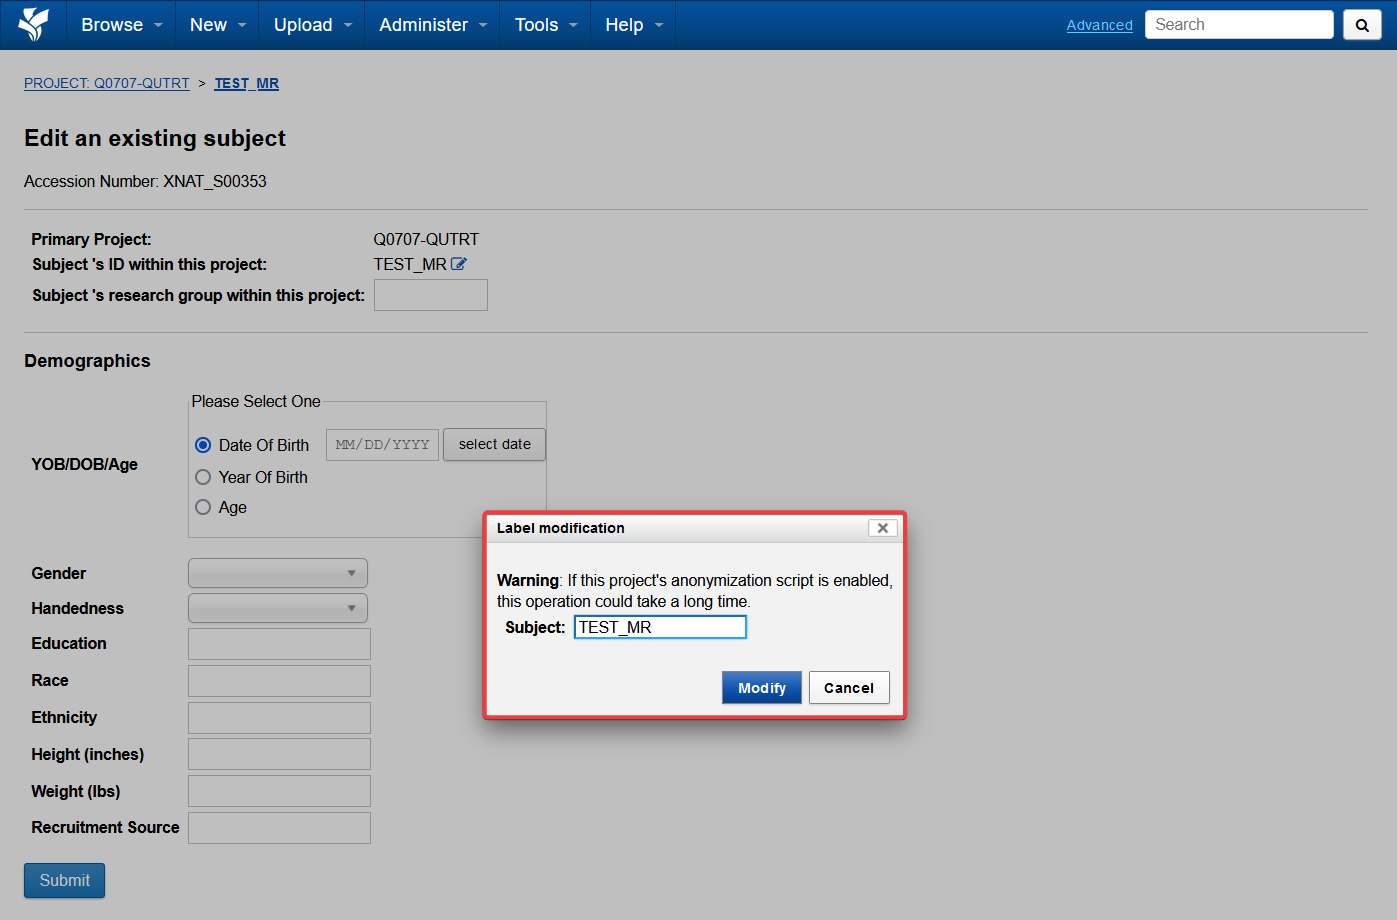 Browse New Upload Administer Tools Help Advanced Search
PROJECT: Q0707-QUTRT > TEST_MR
Edit an existing subject
Accession Number: XNAT_S00353
Primary Project: Q0707-QUTRT
Subject 's ID within this project: TEST_MR
Subject 's research group within this project:
Demographics
Please Select One
YOB/DOB/Age
Date Of Birth MM/DD/YYYY select date
Year Of Birth
Age
Label modification
Warning: If this project's anonymization script is enabled,
this operation could take a long time.
Subject: TEST_MR
Modify Cancel
Gender
Handedness
Education
Race
Ethnicity
Height (inches)
Weight (lbs)
Recruitment Source
Submit